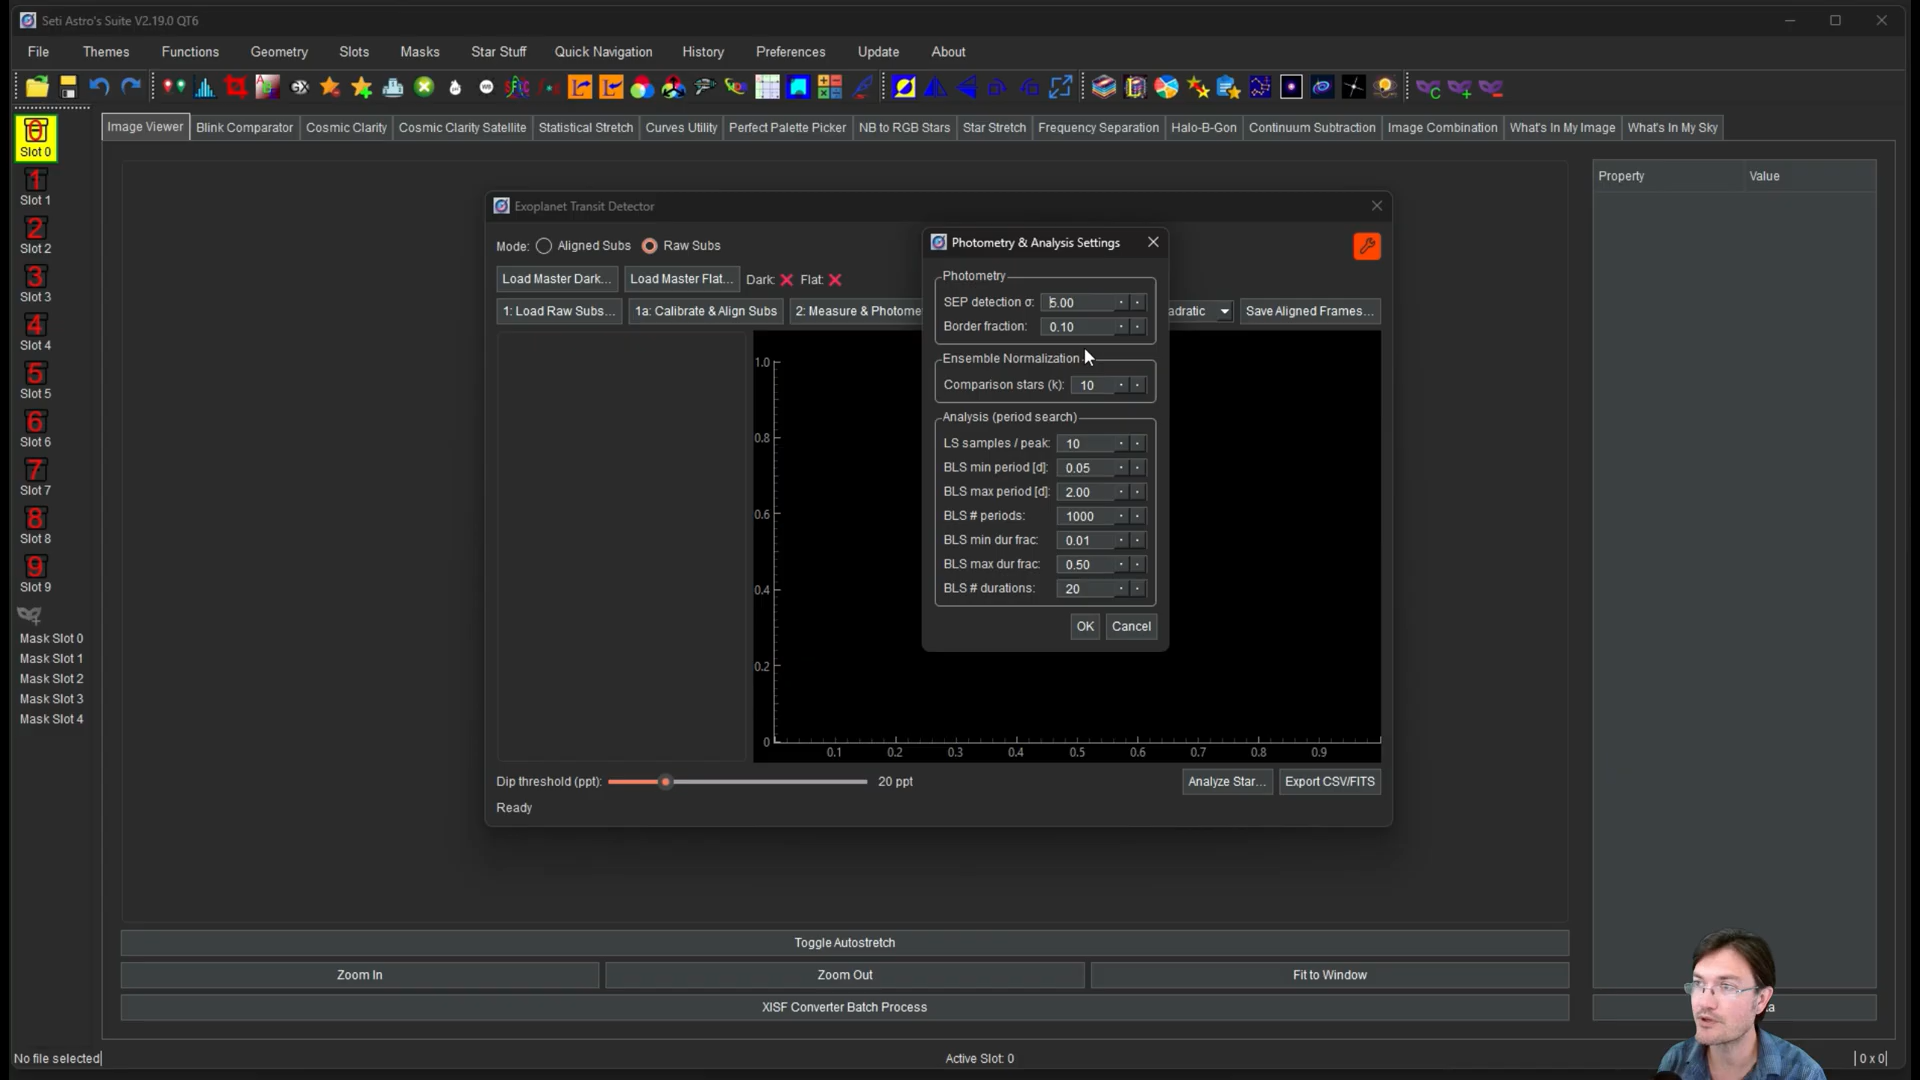 Seti Astro's Suite V2.19.0 QT6
File Themes Functions Geometry Slots Masks Star Stuff Quick Navigation History Preferences Update About
Image Viewer Blink Comparator Cosmic Clarity Cosmic Clarity Satellite Statistical Stretch Curves Utility Perfect Palette Picker NB to RGB Stars Star Stretch Frequency Separation Halo-B-Gon Continuum Subtraction Image Combination What's In My Image What's In My Sky
0
Slot 0
1
Slot 1
2
Slot 2
3
Slot 3
4
Slot 4
5
Slot 5
6
Slot 6
7
Slot 7
8
Slot 8
9
Slot 9
Mask Slot 0
Mask Slot 1
Mask Slot 2
Mask Slot 3
Mask Slot 4
Property Value
Exoplanet Transit Detector
Mode: Aligned Subs Raw Subs
Load Master Dark... Load Master Flat... Dark: ✗ Flat: ✗
1: Load Raw Subs... 1a: Calibrate & Align Subs 2: Measure & Photome adratic Save Aligned Frames...
Photometry & Analysis Settings
Photometry
SEP detection σ: 5.00
Border fraction: 0.10
Ensemble Normalization
Comparison stars (k): 10
Analysis (period search)
LS samples / peak: 10
BLS min period [d]: 0.05
BLS max period [d]: 2.00
BLS # periods: 1000
BLS min dur frac: 0.01
BLS max dur frac: 0.50
BLS # durations: 20
OK Cancel
1.0
0.8
0.6
0.4
0.2
0
0.1 0.2 0.3 0.4 0.5 0.6 0.7 0.8 0.9
Dip threshold (ppt): 20 ppt Analyze Star... Export CSV/FITS
Ready
Toggle Autostretch
Zoom In Zoom Out Fit to Window
XISF Converter Batch Process
No file selected Active Slot: 0 0 x 0